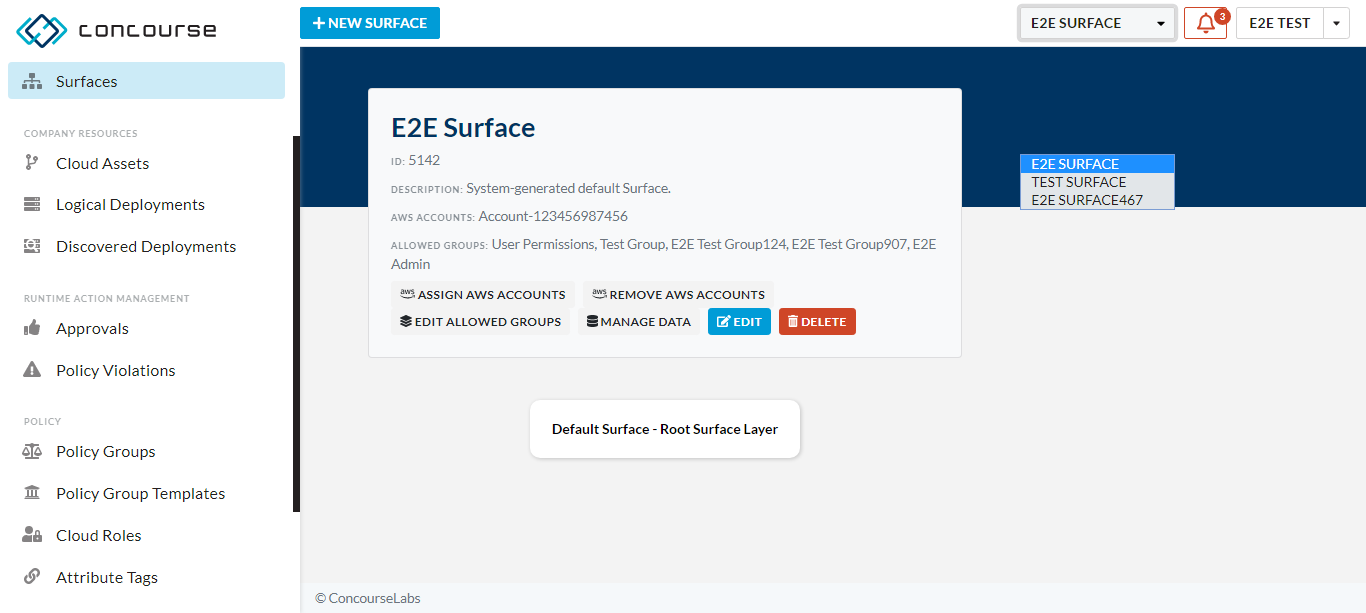 concourse
NEW SURFACE
E2E SURFACE
3
E2E TEST
Surfaces
COMPANY RESOURCES
Cloud Assets
Logical Deployments
Discovered Deployments
RUNTIME ACTION MANAGEMENT
Approvals
Policy Violations
POLICY
Policy Groups
Policy Group Templates
Cloud Roles
Attribute Tags
E2E Surface
ID: 5142
DESCRIPTION: System-generated default Surface.
AWS ACCOUNTS: Account-123456987456
ALLOWED GROUPS: User Permissions, Test Group, E2E Test Group124, E2E Test Group907, E2E
Admin
aws ASSIGN AWS ACCOUNTS aws REMOVE AWS ACCOUNTS
EDIT ALLOWED GROUPS MANAGE DATA EDIT DELETE
E2E SURFACE
TEST SURFACE
E2E SURFACE467
Default Surface - Root Surface Layer
© ConcourseLabs